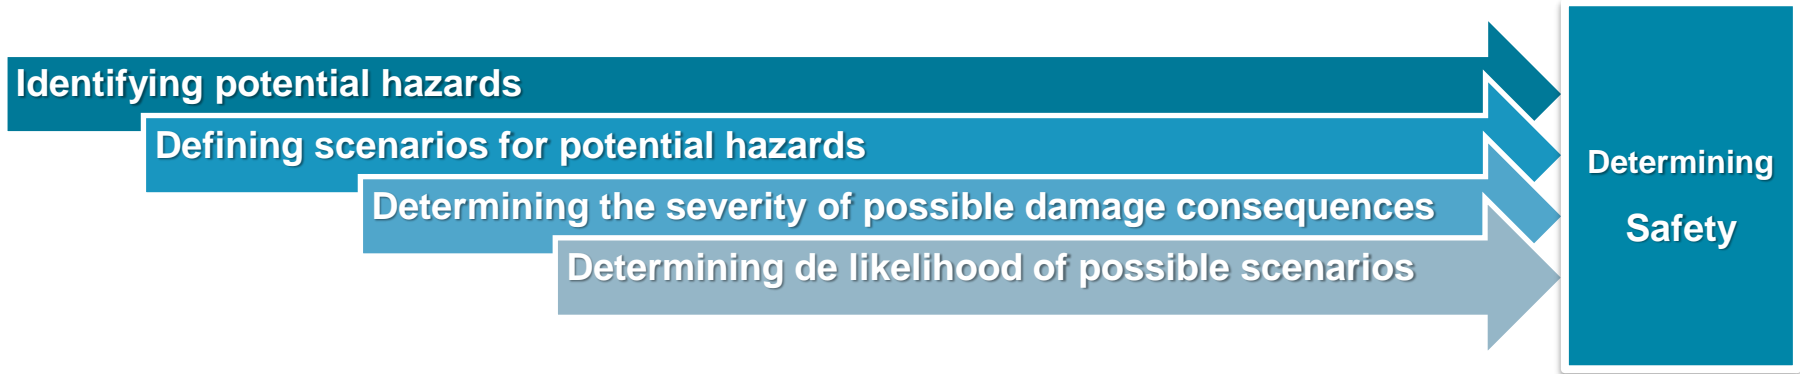 Identifying potential hazards
Defining scenarios for potential hazards
Determining the severity of possible damage consequences
Determining de likelihood of possible scenarios
Determining
Safety